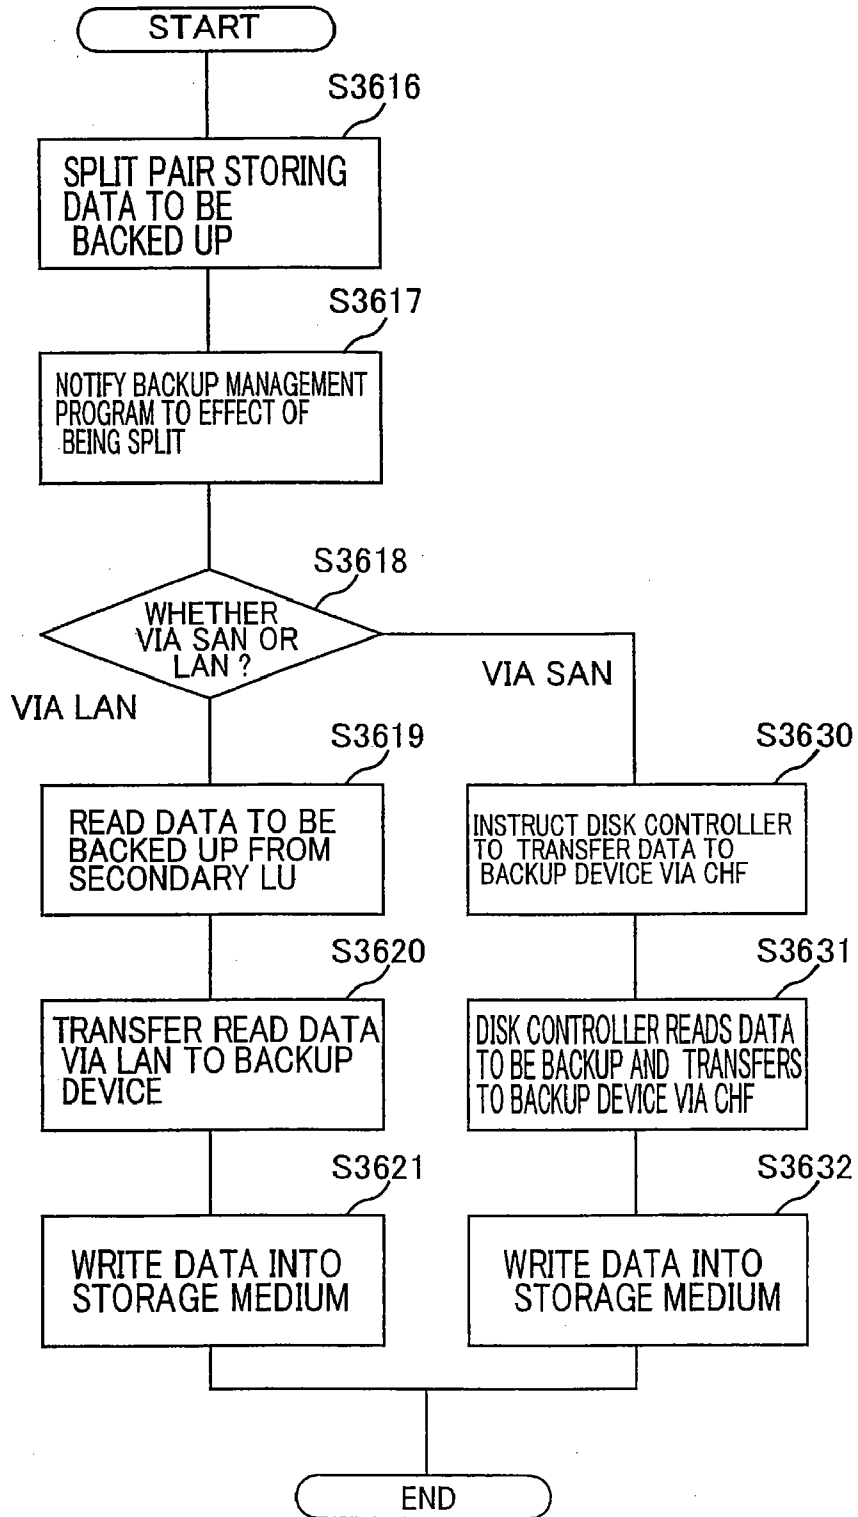 START
S3616
SPLIT PAIR STORING
DATA TO BE
BACKED UP
S3617
NOTIFY BACKUP MANAGEMENT
PROGRAM TO EFFECT OF
BEING SPLIT
S3618
WHETHER
VIA SAN OR
LAN ?
VIA LAN
VIA SAN
S3619
READ DATA TO BE
BACKED UP FROM
SECONDARY LU
S3620
TRANSFER READ DATA
VIA LAN TO BACKUP
DEVICE
S3621
WRITE DATA INTO
STORAGE MEDIUM
S3630
INSTRUCT DISK CONTROLLER
TO TRANSFER DATA TO
BACKUP DEVICE VIA CHF
S3631
DISK CONTROLLER READS DATA
TO BE BACKUP AND TRANSFERS
TO BACKUP DEVICE VIA CHF
S3632
WRITE DATA INTO
STORAGE MEDIUM
END